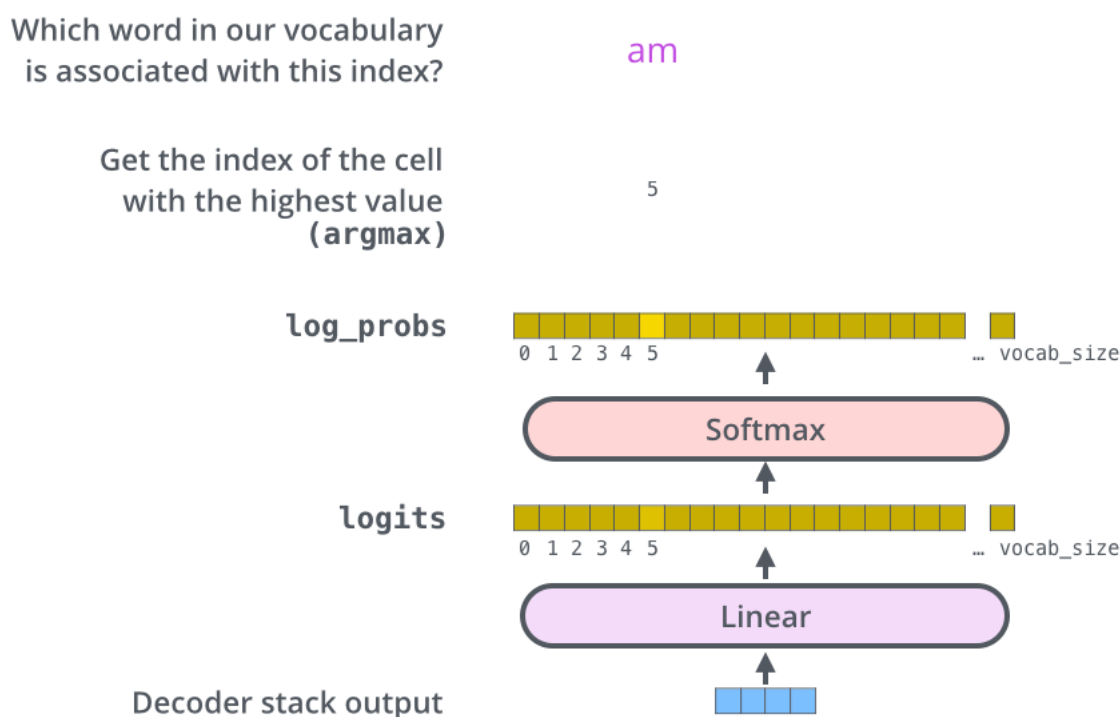 Which word in our vocabulary
is associated with this index?
am
Get the index of the cell
with the highest value
(argmax)
5
log_probs
0 1 2 3 4 5 … vocab_size
Softmax
logits
0 1 2 3 4 5 … vocab_size
Linear
Decoder stack output